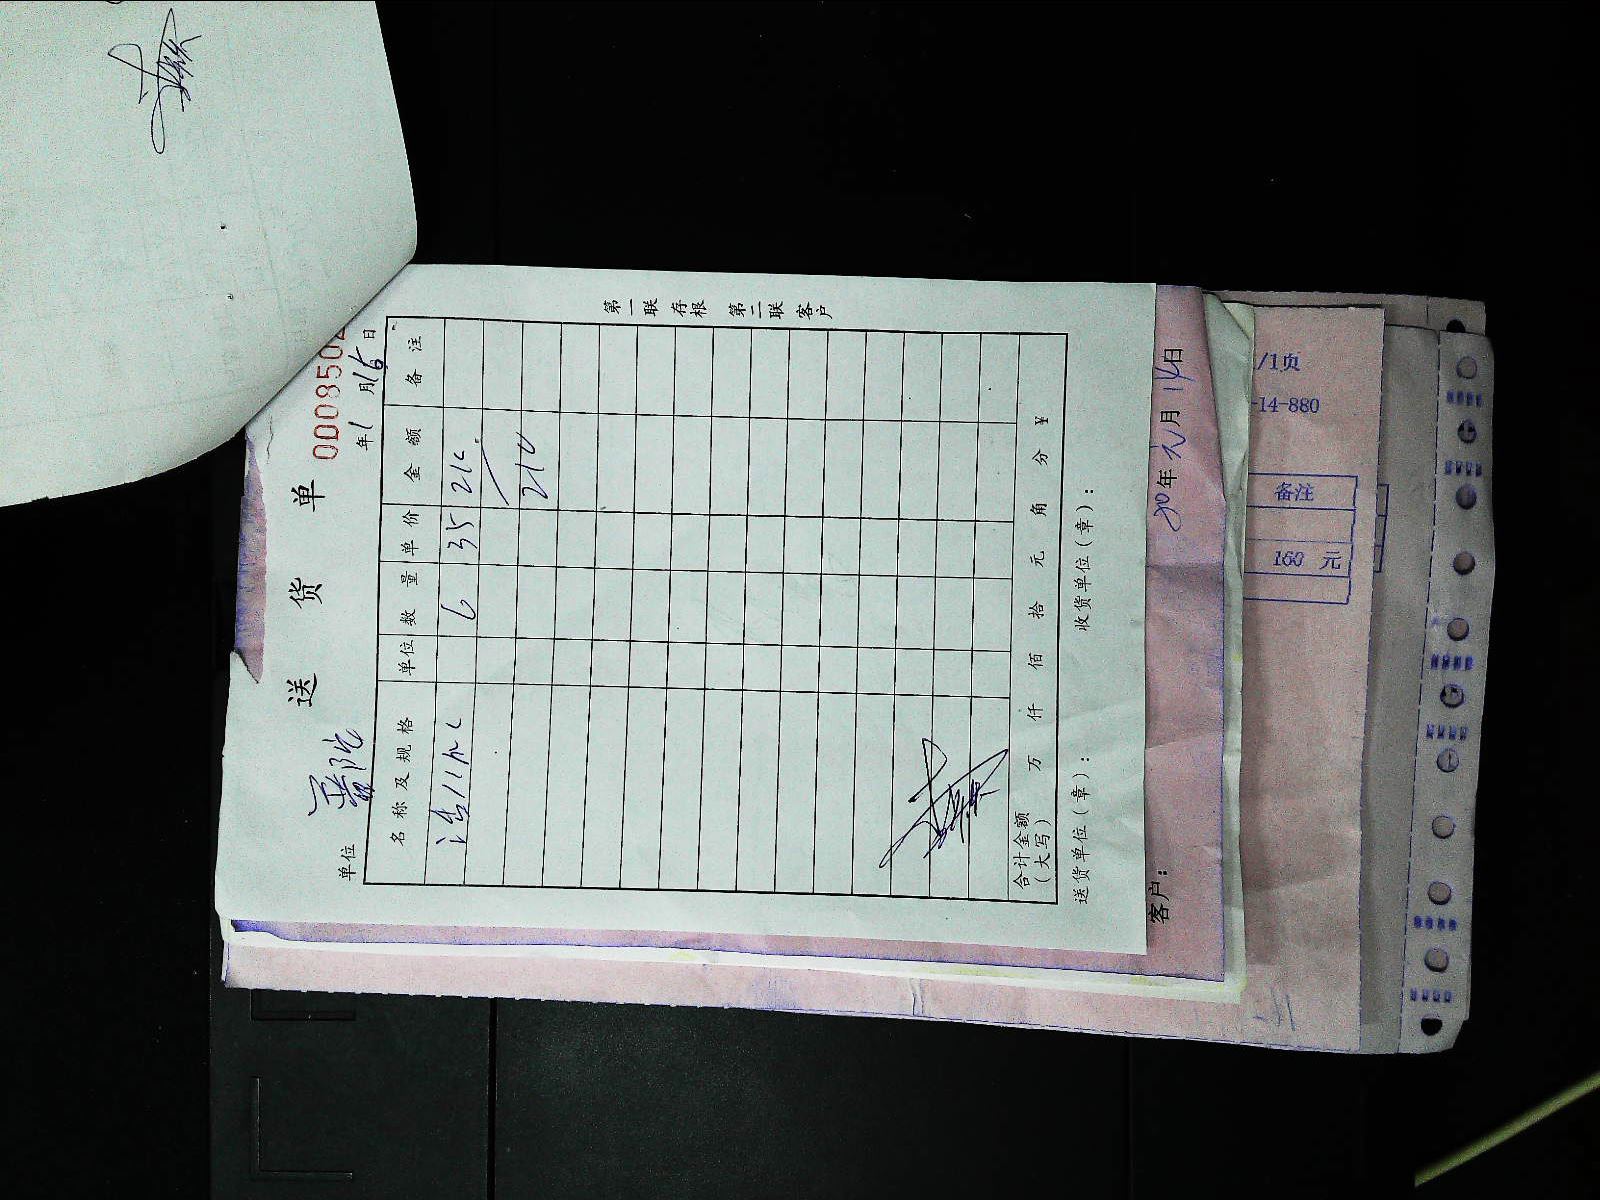 送货单
0008502
单位
年1月16日
名称及规格 单位 数量 单价 金额 备注
6 35 210
210
合计金额(大写) 万 仟 佰 拾 元 角 分 ¥
送货单位(章): 收货单位(章):
第一联 存根 第二联 客户
客户:
年元月14日
/1页
-14-880
备注
160 元